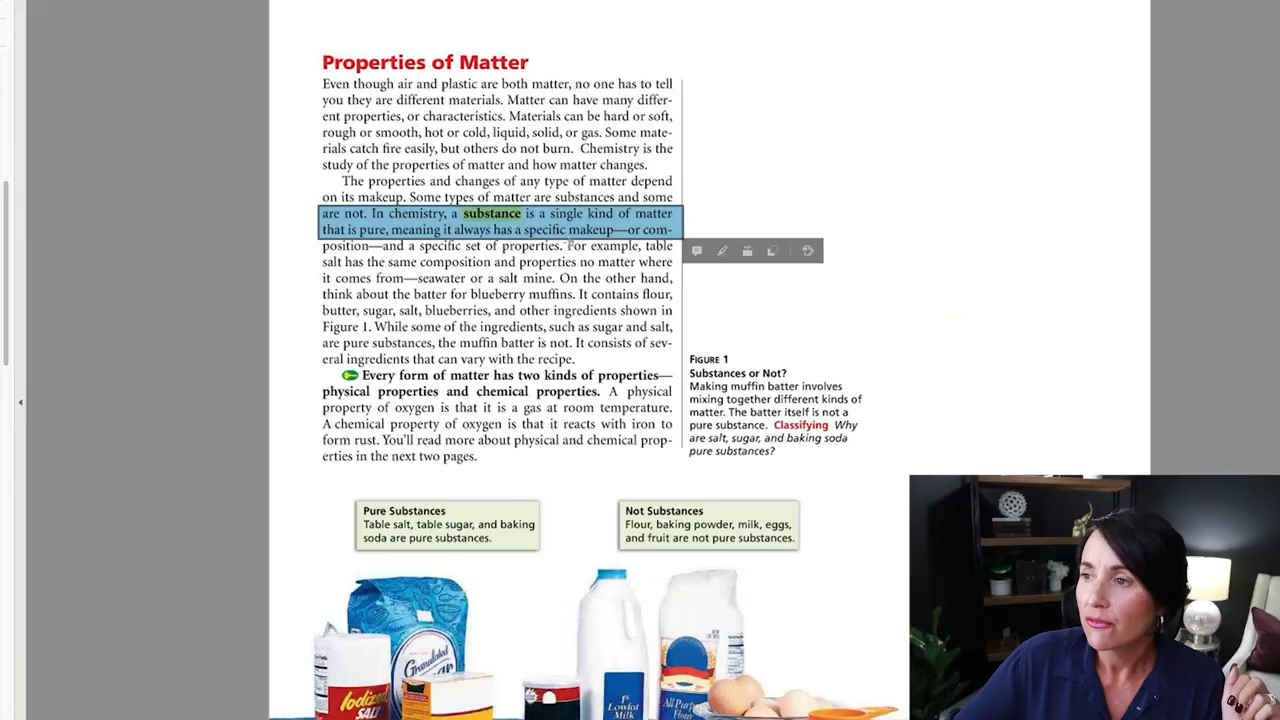 Properties of Matter
Even though air and plastic are both matter, no one has to tell
you they are different materials. Matter can have many differ-
ent properties, or characteristics. Materials can be hard or soft,
rough or smooth, hot or cold, liquid, solid, or gas. Some mate-
rials catch fire easily, but others do not burn. Chemistry is the
study of the properties of matter and how matter changes.
The properties and changes of any type of matter depend
on its makeup. Some types of matter are substances and some
are not. In chemistry, a substance is a single kind of matter
that is pure, meaning it always has a specific makeup—or com-
position—and a specific set of properties. For example, table
salt has the same composition and properties no matter where
it comes from—seawater or a salt mine. On the other hand,
think about the batter for blueberry muffins. It contains flour,
butter, sugar, salt, blueberries, and other ingredients shown in
Figure 1. While some of the ingredients, such as sugar and salt,
are pure substances, the muffin batter is not. It consists of sev-
eral ingredients that can vary with the recipe.
Every form of matter has two kinds of properties—
physical properties and chemical properties. A physical
property of oxygen is that it is a gas at room temperature.
A chemical property of oxygen is that it reacts with iron to
form rust. You'll read more about physical and chemical prop-
erties in the next two pages.
FIGURE 1
Substances or Not?
Making muffin batter involves
mixing together different kinds of
matter. The batter itself is not a
pure substance. Classifying Why
are salt, sugar, and baking soda
pure substances?
Pure Substances
Table salt, table sugar, and baking
soda are pure substances.
Not Substances
Flour, baking powder, milk, eggs,
and fruit are not pure substances.
Granulated
Iodized
SALT
1%
Lowfat
Milk
All Purp
Flour